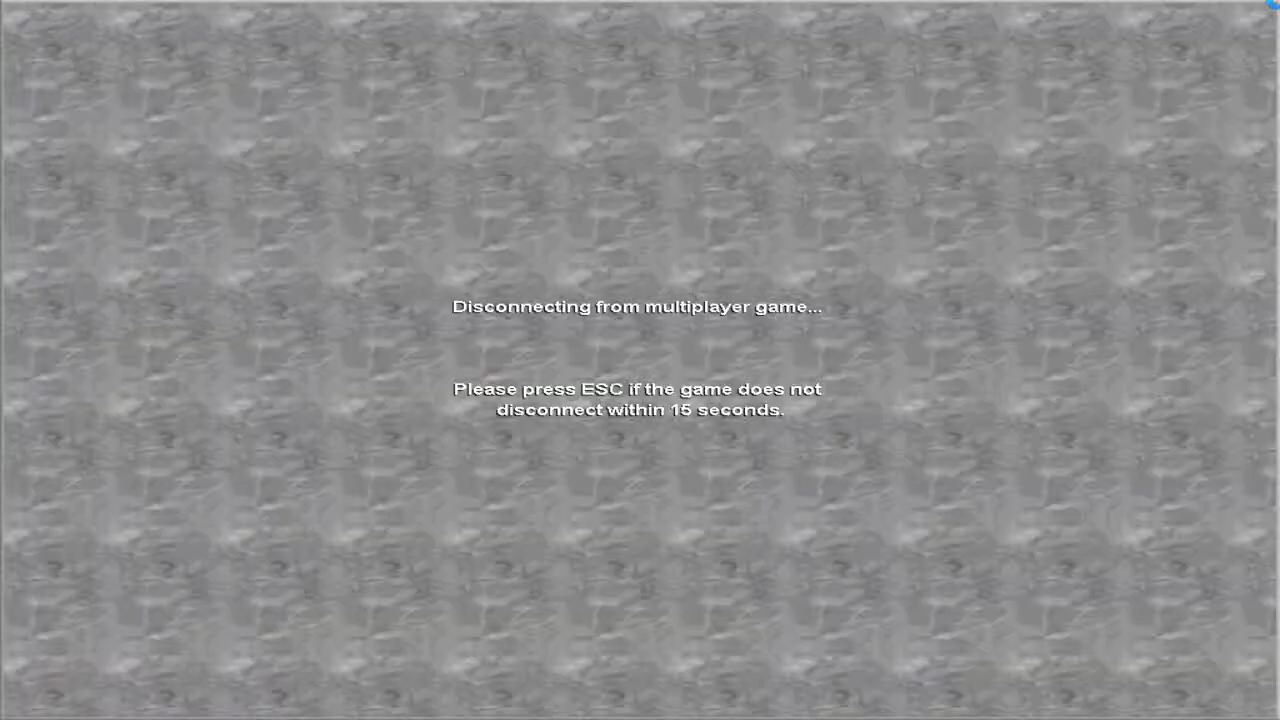 Disconnecting from multiplayer game...
Please press ESC if the game does not
disconnect within 15 seconds.